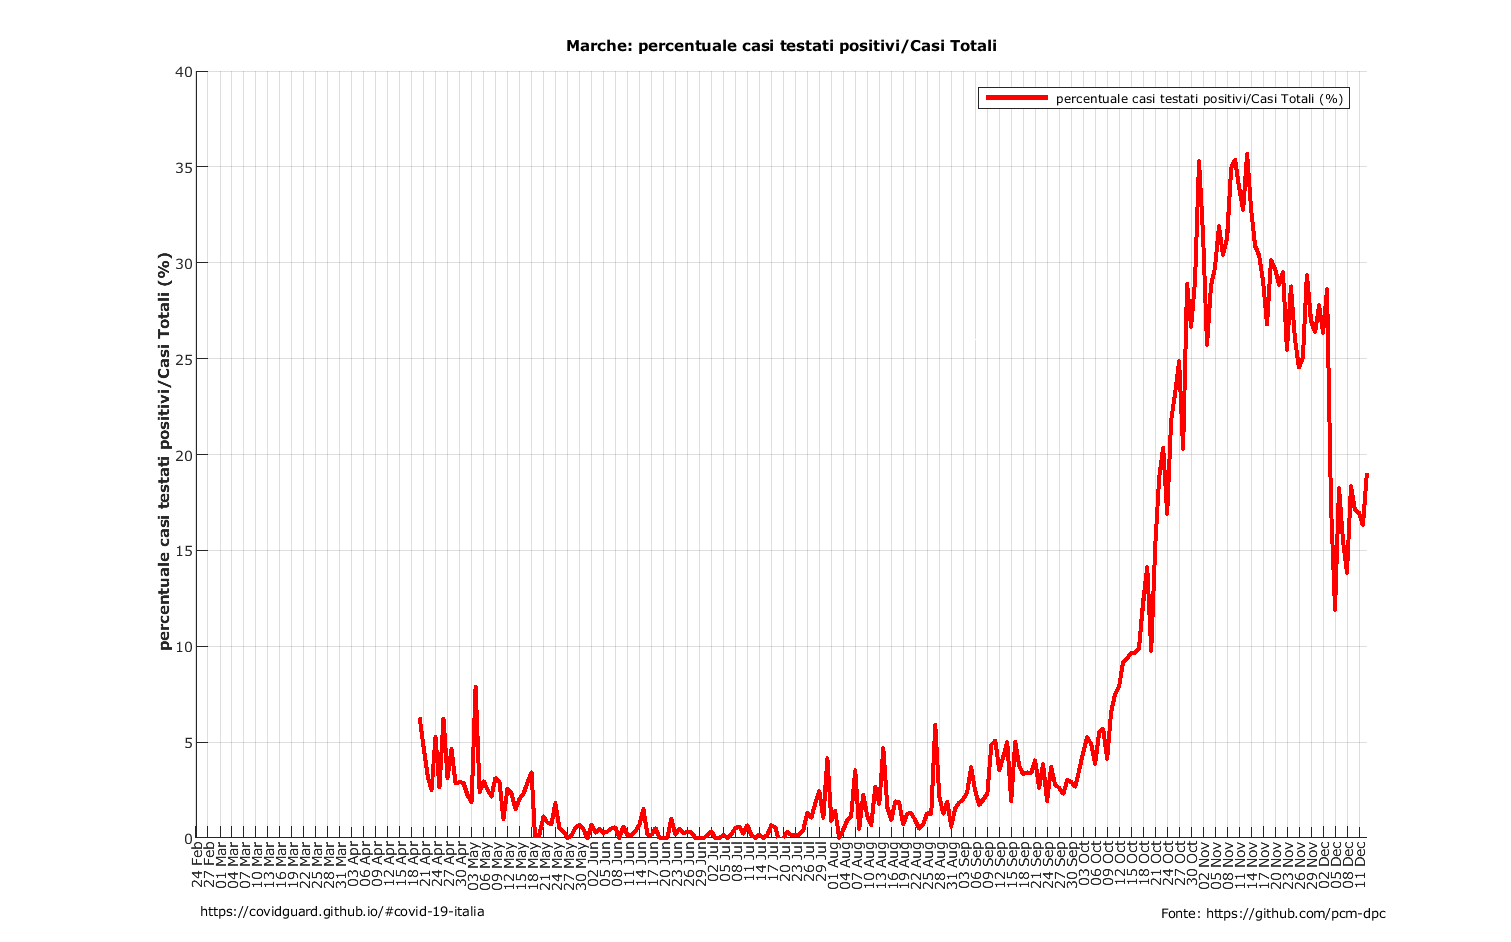 Marche: percentuale casi testati positivi/Casi Totali
percentuale casi testati positivi/Casi Totali (%)
percentuale casi testati positivi/Casi Totali (%)
40
35
30
25
20
15
10
5
0
24 Feb
27 Feb
01 Mar
04 Mar
07 Mar
10 Mar
13 Mar
16 Mar
19 Mar
22 Mar
25 Mar
28 Mar
31 Mar
03 Apr
06 Apr
09 Apr
12 Apr
15 Apr
18 Apr
21 Apr
24 Apr
27 Apr
30 Apr
03 May
06 May
09 May
12 May
15 May
18 May
21 May
24 May
27 May
30 May
02 Jun
05 Jun
08 Jun
11 Jun
14 Jun
17 Jun
20 Jun
23 Jun
26 Jun
29 Jun
02 Jul
05 Jul
08 Jul
11 Jul
14 Jul
17 Jul
20 Jul
23 Jul
26 Jul
29 Jul
01 Aug
04 Aug
07 Aug
10 Aug
13 Aug
16 Aug
19 Aug
22 Aug
25 Aug
28 Aug
31 Aug
03 Sep
06 Sep
09 Sep
12 Sep
15 Sep
18 Sep
21 Sep
24 Sep
27 Sep
30 Sep
03 Oct
06 Oct
09 Oct
12 Oct
15 Oct
18 Oct
21 Oct
24 Oct
27 Oct
30 Oct
02 Nov
05 Nov
08 Nov
11 Nov
14 Nov
17 Nov
20 Nov
23 Nov
26 Nov
29 Nov
02 Dec
05 Dec
08 Dec
11 Dec
https://covidguard.github.io/#covid-19-italia
Fonte: https://github.com/pcm-dpc